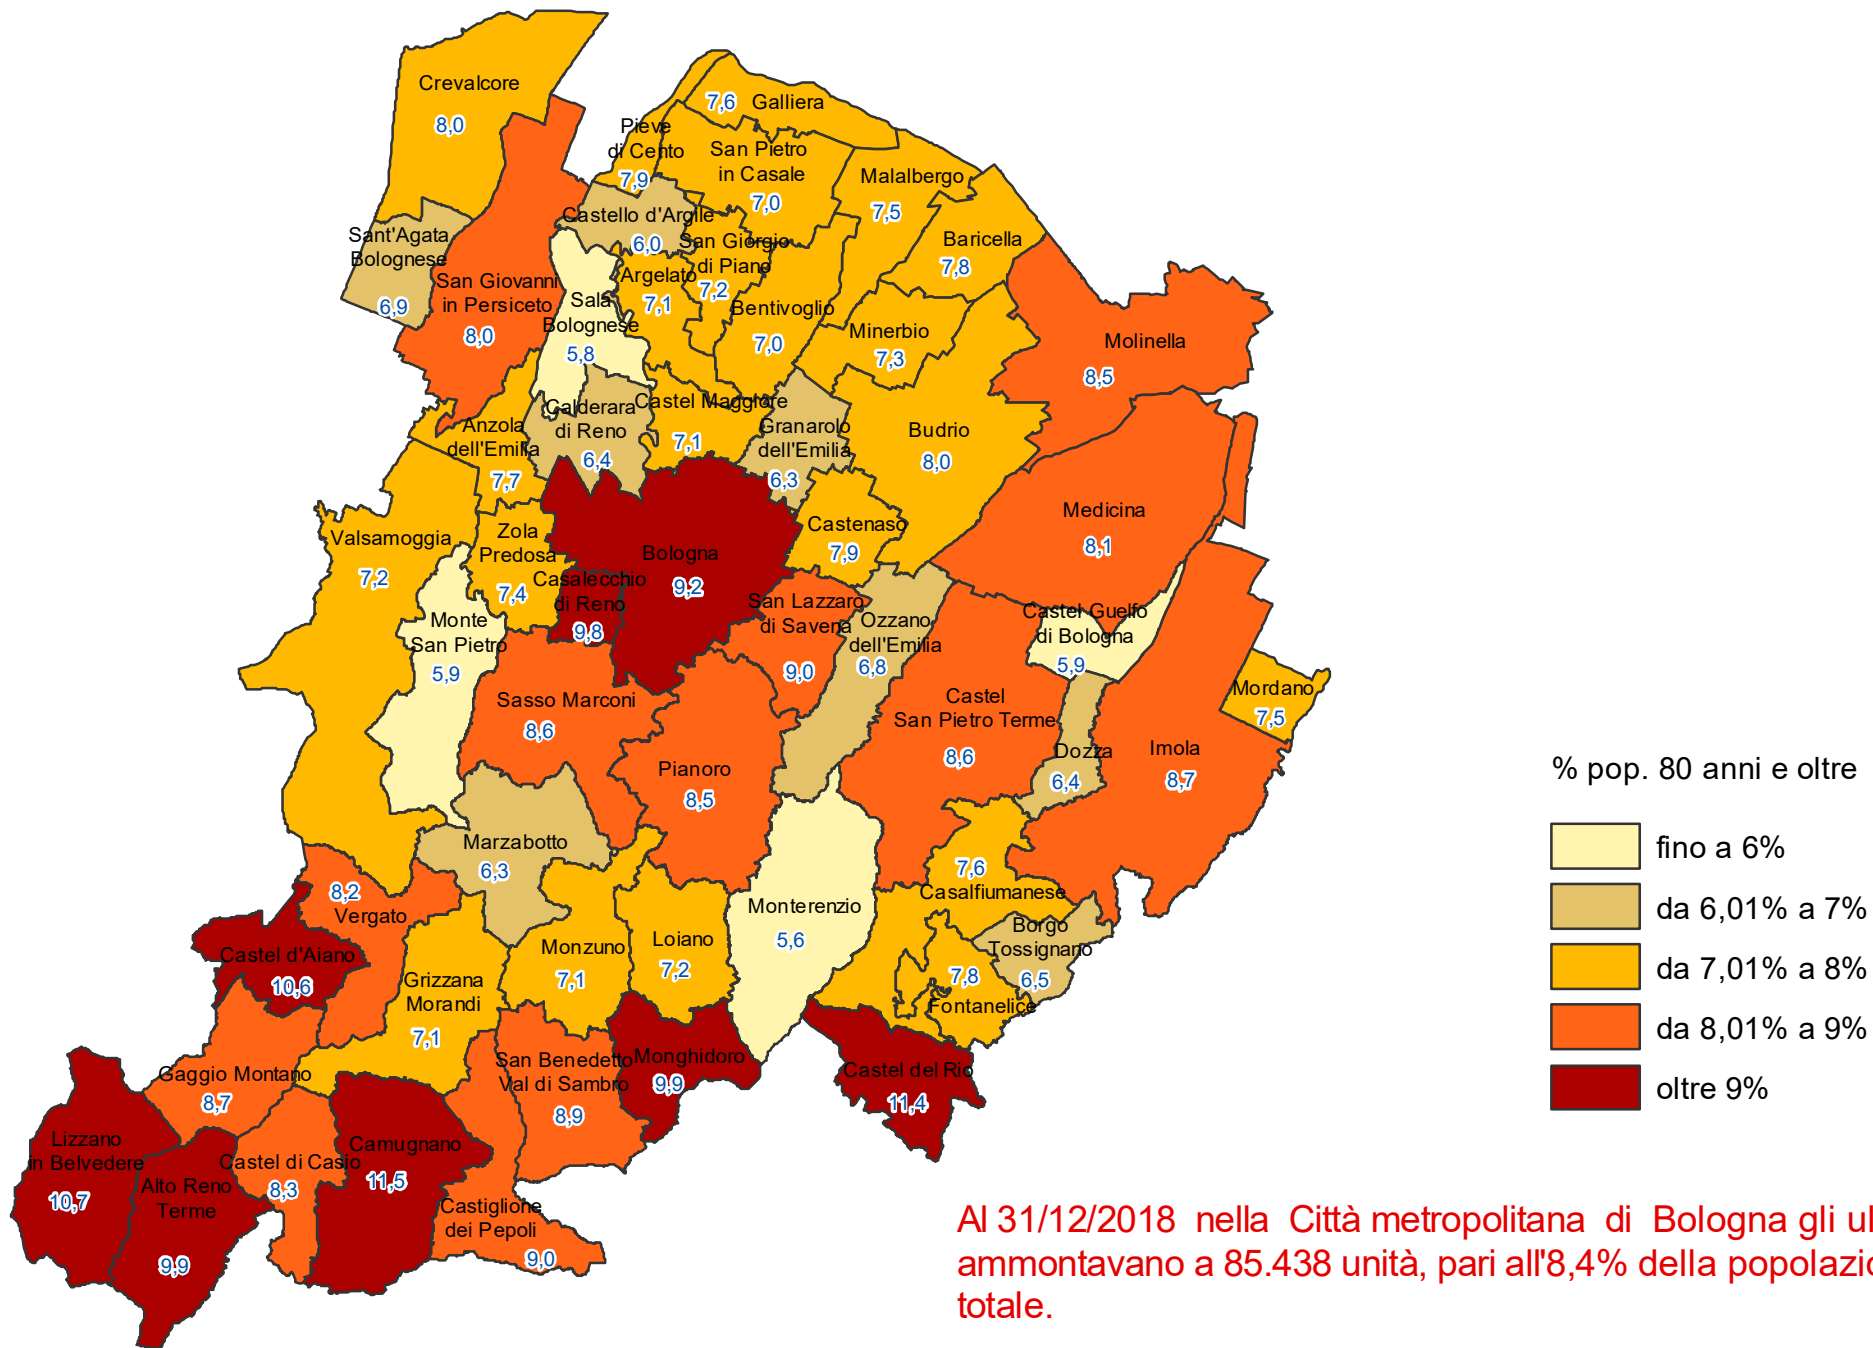 Crevalcore
8,0
7,6 Galliera
Pieve
di Cento
7,9
San Pietro
in Casale
7,0
Malalbergo
7,5
Castello d'Argile
6,0
Sant'Agata
Bolognese
6,9
San Giovanni
in Persiceto
8,0
San Giorgio
di Piano
7,2
Baricella
7,8
Argelato
7,1
Sala
Bolognese
5,8
Bentivoglio
7,0
Minerbio
7,3
Molinella
8,5
Calderara
di Reno
6,4
Castel Maggiore
7,1
Granarolo
dell'Emilia
6,3
Budrio
8,0
Anzola
dell'Emilia
7,7
Medicina
8,1
Valsamoggia
7,2
Zola
Predosa
7,4
Castenaso
7,9
Bologna
9,2
Casalecchio
di Reno
9,8
Monte
San Pietro
5,9
San Lazzaro
di Savena
9,0
Ozzano
dell'Emilia
6,8
Castel Guelfo
di Bologna
5,9
Sasso Marconi
8,6
Castel
San Pietro Terme
8,6
Mordano
7,5
Pianoro
8,5
Dozza
6,4
Imola
8,7
Marzabotto
6,3
8,2
Vergato
7,6
Casalfiumanese
Monterenzio
5,6
Castel d'Aiano
10,6
Monzuno
7,1
Loiano
7,2
Borgo
Tossignano
6,5
Grizzana
Morandi
7,1
7,8
Fontanelice
San Benedetto
Val di Sambro
8,9
Monghidoro
9,9
Castel del Rio
11,4
Gaggio Montano
8,7
Lizzano
in Belvedere
10,7
Alto Reno
Terme
9,9
Castel di Casio
8,3
Camugnano
11,5
Castiglione
dei Pepoli
9,0
% pop. 80 anni e oltre
fino a 6%
da 6,01% a 7%
da 7,01% a 8%
da 8,01% a 9%
oltre 9%
Al 31/12/2018 nella Città metropolitana di Bologna gli
ammontavano a 85.438 unità, pari all'8,4% della
totale.